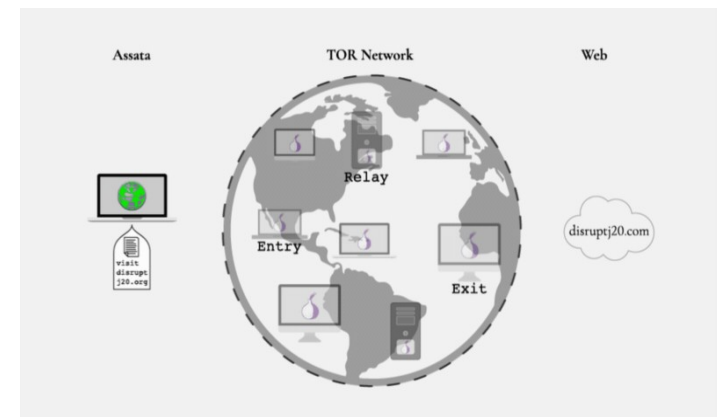 Assata
TOR Network
Web
Relay
Entry
Exit
visit
disrupt
j20.org
disruptj20.com